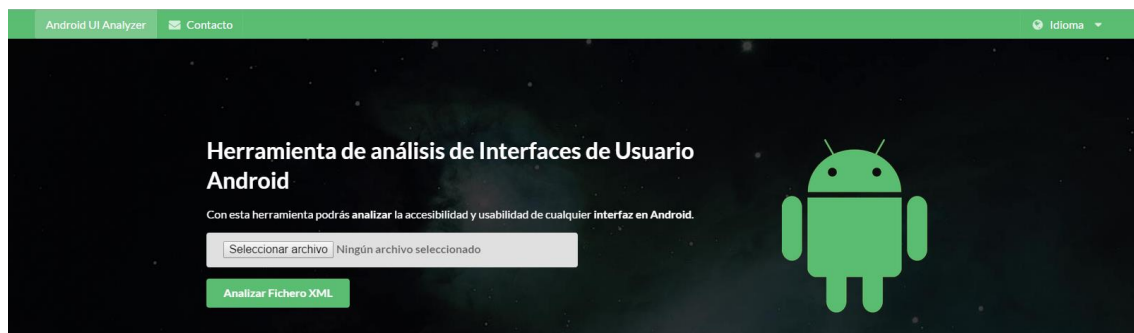 Android UI Analyzer Contacto Idioma
Herramienta de análisis de Interfaces de Usuario
Android
Con esta herramienta podrás analizar la accesibilidad y usabilidad de cualquier interfaz en Android.
Seleccionar archivo Ningún archivo seleccionado
Analizar Fichero XML